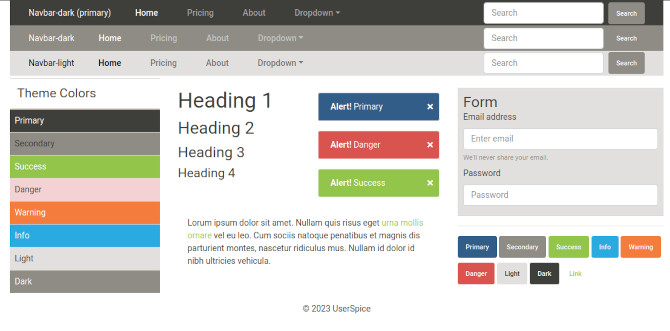 Navbar-dark (primary) Home Pricing About Dropdown Search Search
Navbar-dark Home Pricing About Dropdown Search Search
Navbar-light Home Pricing About Dropdown Search Search
Theme Colors
Primary
Secondary
Success
Danger
Warning
Info
Light
Dark
Heading 1
Heading 2
Heading 3
Heading 4
Alert! Primary ×
Alert! Danger ×
Alert! Success ×
Lorem ipsum dolor sit amet. Nullam quis risus eget urna mollis
ornare vel eu leo. Cum sociis natoque penatibus et magnis dis
parturient montes, nascetur ridiculus mus. Nullam id dolor id
nibh ultricies vehicula.
Form
Email address
Enter email
We'll never share your email.
Password
Password
Primary Secondary Success Info Warning
Danger Light Dark Link
© 2023 UserSpice